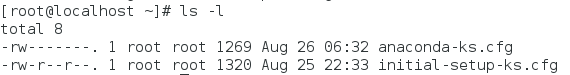 [root@localhost ~]# ls -l
total 8
-rw-------. 1 root root 1269 Aug 26 06:32 anaconda-ks.cfg
-rw-r--r--. 1 root root 1320 Aug 25 22:33 initial-setup-ks.cfg